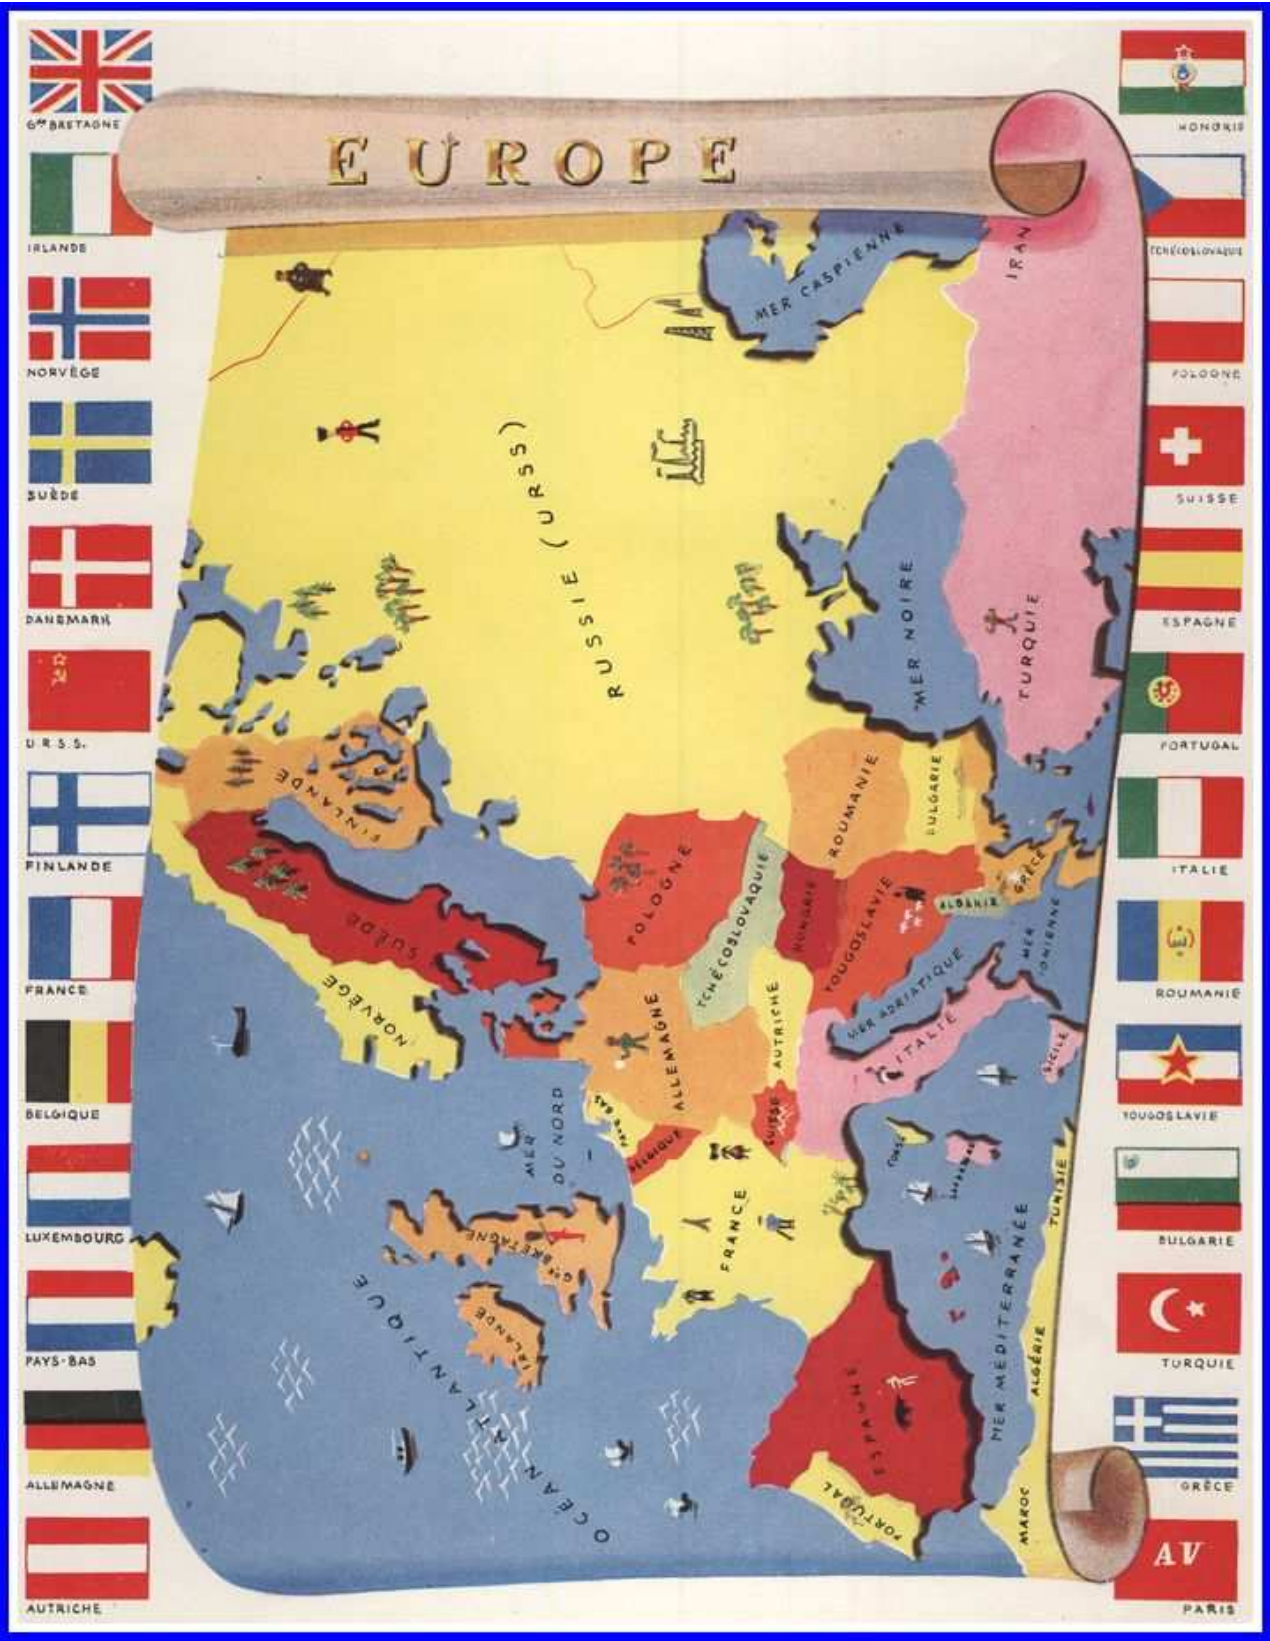 EUROPE
Gde BRETAGNE
IRLANDE
NORVÈGE
SUÈDE
DANEMARK
U.R.S.S.
FINLANDE
FRANCE
BELGIQUE
LUXEMBOURG
PAYS-BAS
ALLEMAGNE
AUTRICHE
HONGRIE
TCHÉCOSLOVAQUIE
POLOGNE
SUISSE
ESPAGNE
PORTUGAL
ITALIE
ROUMANIE
YOUGOSLAVIE
BULGARIE
TURQUIE
GRÈCE
AV
PARIS
MER CASPIENNE
IRAN
RUSSIE (URSS)
MER NOIRE
TURQUIE
FINLANDE
SUÈDE
NORVÈGE
POLOGNE
TCHÉCOSLOVAQUIE
HONGRIE
ROUMANIE
BULGARIE
YOUGOSLAVIE
ALBANIE
GRÈCE
MER
IONIENNE
MER ADRIATIQUE
ITALIE
SICILE
ALLEMAGNE
AUTRICHE
SUISSE
PAYS-BAS
BELGIQUE
MER
DU NORD
FRANCE
CORSE
Gde BRETAGNE
IRLANDE
OCÉAN ATLANTIQUE
ESPAGNE
PORTUGAL
MER MÉDITERRANÉE
TUNISIE
ALGÉRIE
MAROC